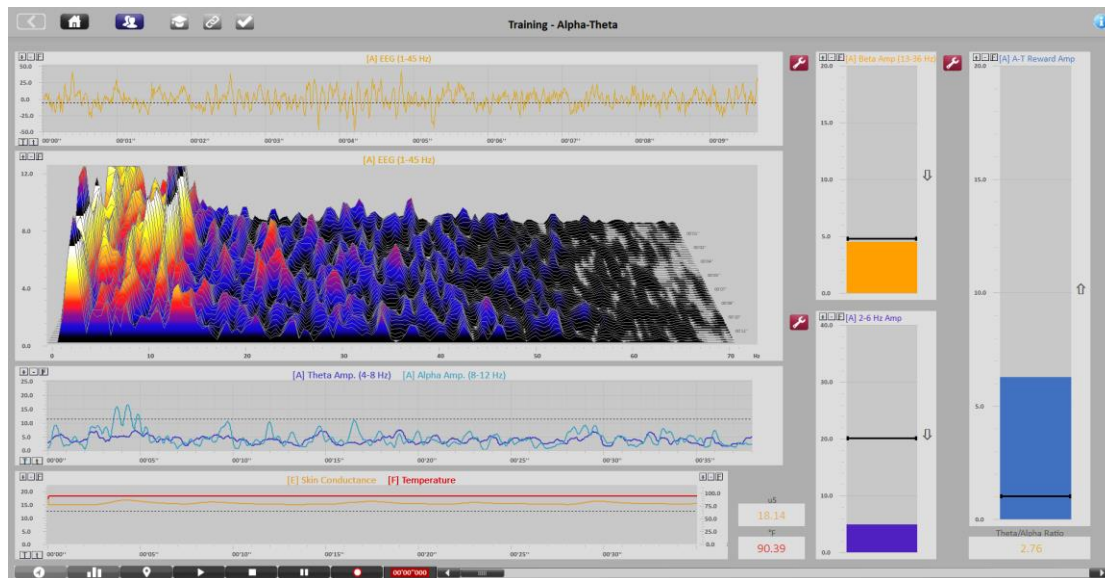 Training - Alpha-Theta
[A] EEG (1-45 Hz)
50.0
25.0
0.0
-25.0
-50.0
00'00'' 00'01'' 00'02'' 00'03'' 00'04'' 00'05'' 00'06'' 00'07'' 00'08'' 00'09''
[A] EEG (1-45 Hz)
12.0
8.0
4.0
0.0
0 10 20 30 40 50 60 70 Hz
[A] Theta Amp. (4-8 Hz) [A] Alpha Amp. (8-12 Hz)
25.0
20.0
15.0
10.0
5.0
0.0
00'00'' 00'05'' 00'10'' 00'15'' 00'20'' 00'25'' 00'30'' 00'35''
[E] Skin Conductance [F] Temperature
20.0
15.0
10.0
5.0
0.0
100.0
75.0
50.0
25.0
0.0
00'00'' 00'05'' 00'10'' 00'15'' 00'20'' 00'25'' 00'30''
uS
18.14
°F
90.39
[A] Beta Amp (13-36 Hz)
20.0
15.0
10.0
5.0
0.0
[A] 2-6 Hz Amp
40.0
30.0
20.0
10.0
0.0
[A] A-T Reward Amp
20.0
15.0
10.0
5.0
0.0
Theta/Alpha Ratio
2.76
00'00''000